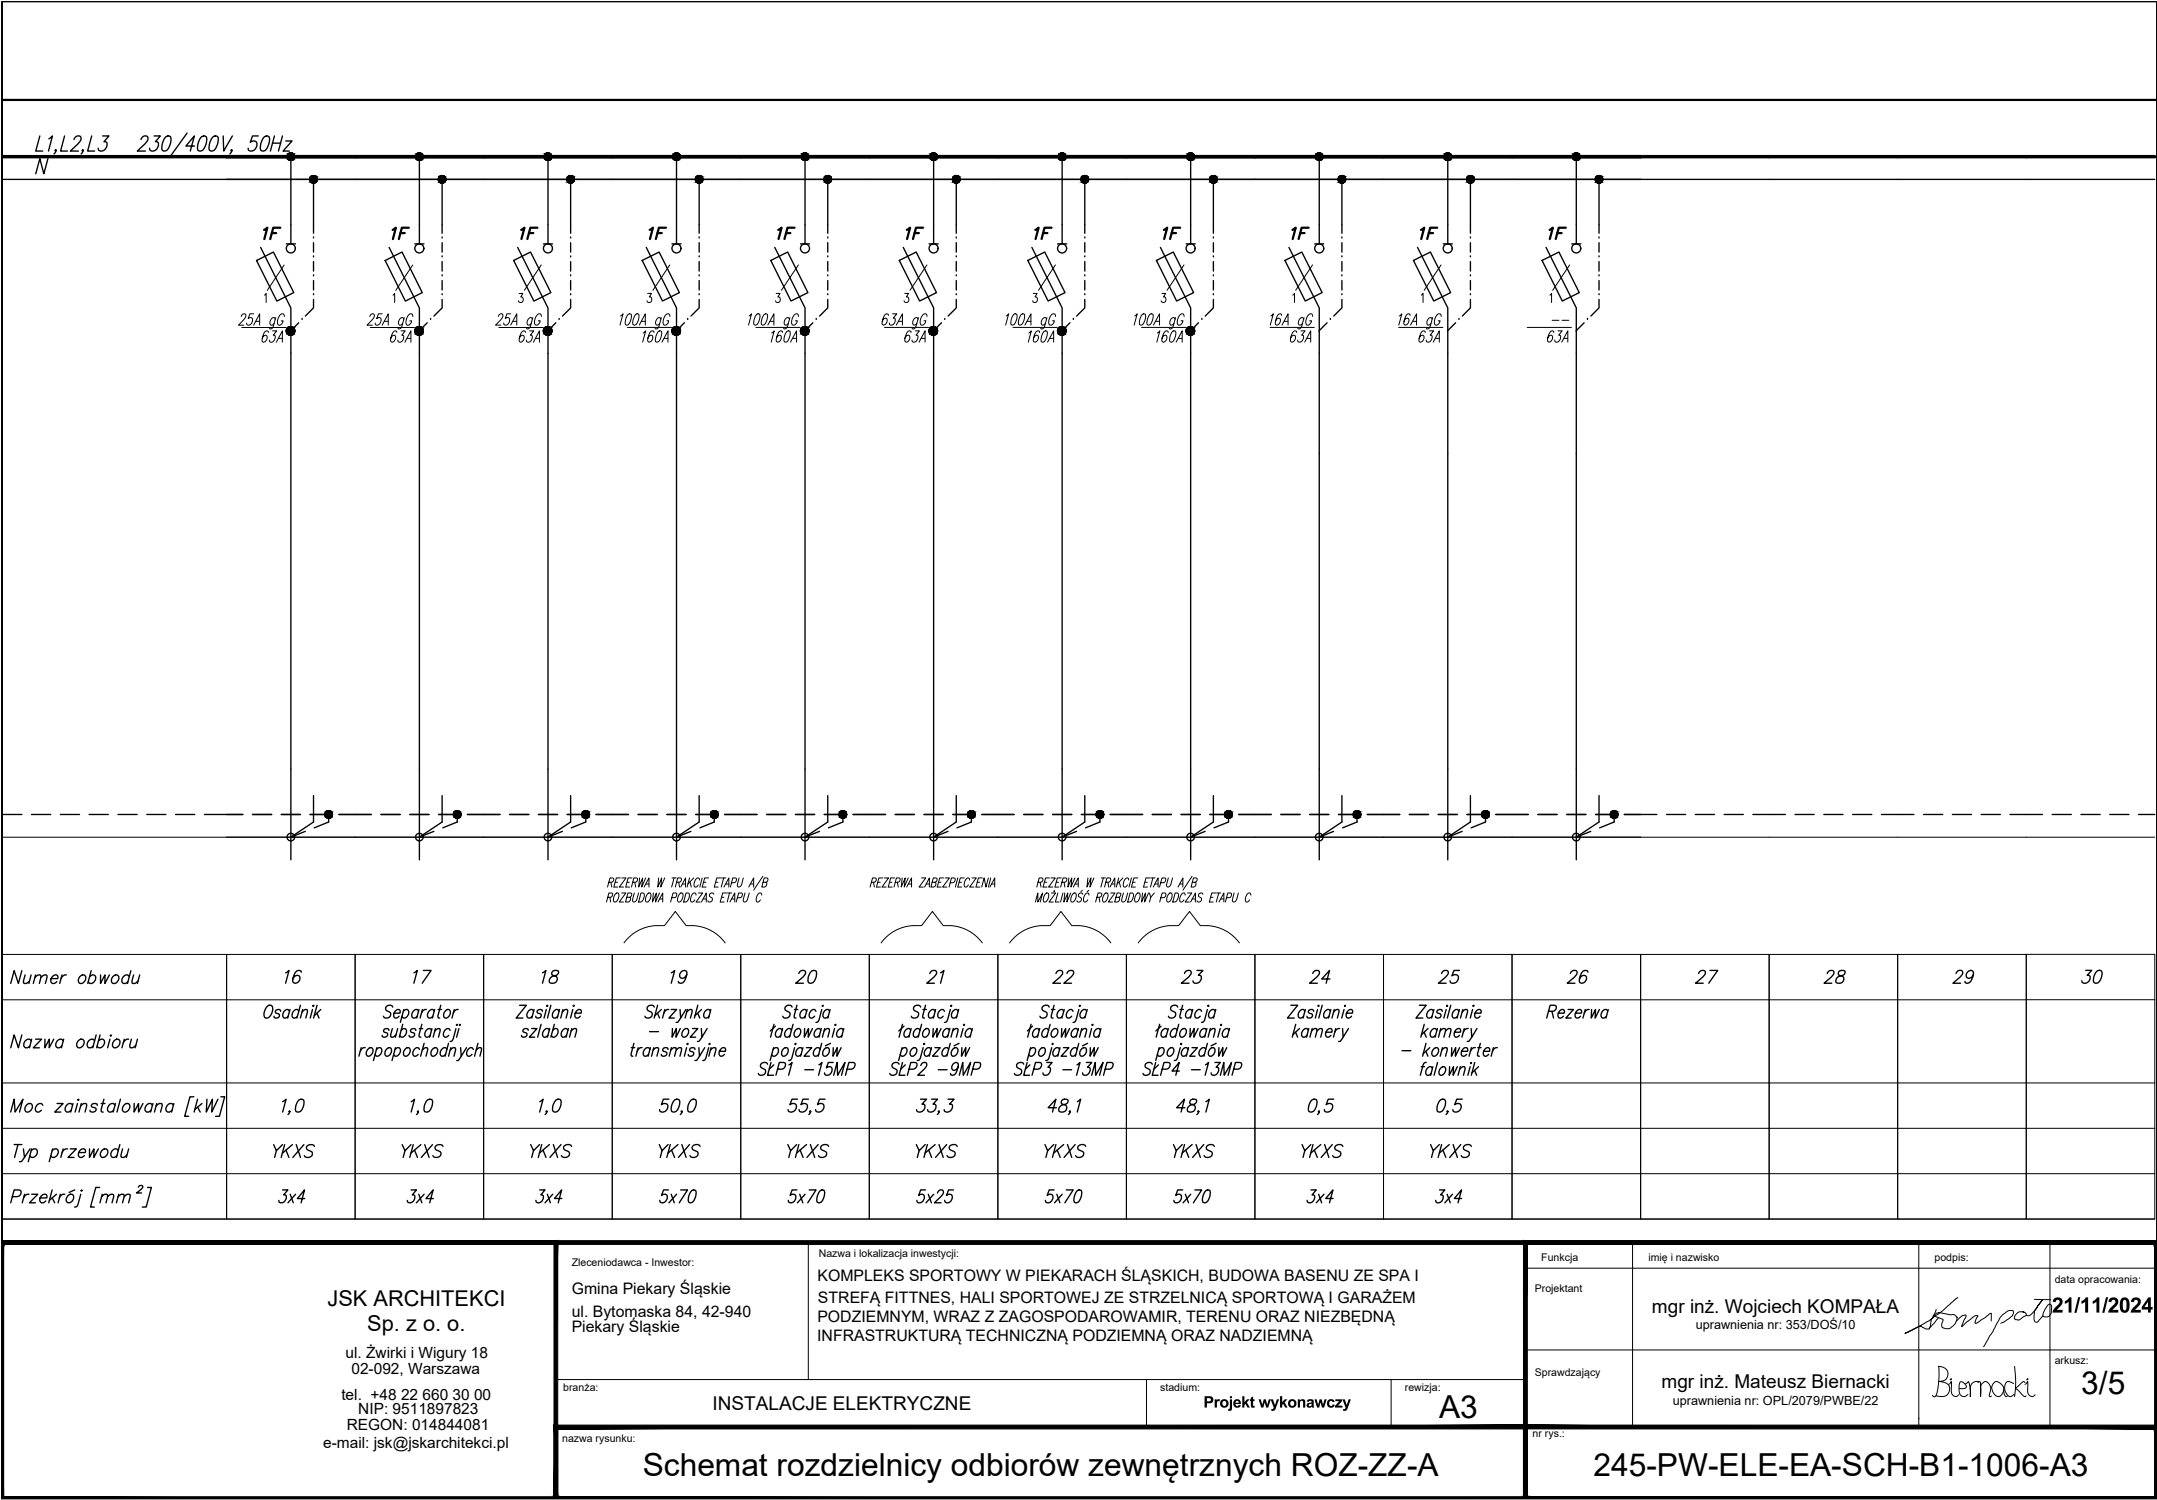 L1,L2,L3 230/400V, 50Hz
N
1F 1F 1F 1F 1F 1F 1F 1F 1F 1F 1F
1 1 3 3 3 3 3 3 1 1 1
25A gG 25A gG 25A gG 100A gG 100A gG 63A gG 100A gG 100A gG 16A gG 16A gG --
63A 63A 63A 160A 160A 63A 160A 160A 63A 63A 63A
REZERWA W TRAKCIE ETAPU A/B
ROZBUDOWA PODCZAS ETAPU C
REZERWA ZABEZPIECZENIA
REZERWA W TRAKCIE ETAPU A/B
MOŻLIWOŚĆ ROZBUDOWY PODCZAS ETAPU C
Numer obwodu 16 17 18 19 20 21 22 23 24 25 26 27 28 29 30
Nazwa odbioru
Osadnik
Separator
substancji
ropopochodnych
Zasilanie
szlaban
Skrzynka
– wozy
transmisyjne
Stacja
ładowania
pojazdów
SŁP1 –15MP
Stacja
ładowania
pojazdów
SŁP2 –9MP
Stacja
ładowania
pojazdów
SŁP3 –13MP
Stacja
ładowania
pojazdów
SŁP4 –13MP
Zasilanie
kamery
Zasilanie
kamery
– konwerter
falownik
Rezerwa
Moc zainstalowana [kW] 1,0 1,0 1,0 50,0 55,5 33,3 48,1 48,1 0,5 0,5
Typ przewodu YKXS YKXS YKXS YKXS YKXS YKXS YKXS YKXS YKXS YKXS
Przekrój [mm²] 3x4 3x4 3x4 5x70 5x70 5x25 5x70 5x70 3x4 3x4
JSK ARCHITEKCI
Sp. z o. o.
ul. Żwirki i Wigury 18
02-092, Warszawa
tel. +48 22 660 30 00
NIP: 9511897823
REGON: 014844081
e-mail: jsk@jskarchitekci.pl
Zleceniodawca - Inwestor:
Gmina Piekary Śląskie
ul. Bytomaska 84, 42-940
Piekary Śląskie
Nazwa i lokalizacja inwestycji:
KOMPLEKS SPORTOWY W PIEKARACH ŚLĄSKICH, BUDOWA BASENU ZE SPA I
STREFĄ FITTNES, HALI SPORTOWEJ ZE STRZELNICĄ SPORTOWĄ I GARAŻEM
PODZIEMNYM, WRAZ Z ZAGOSPODAROWAMIR, TERENU ORAZ NIEZBĘDNĄ
INFRASTRUKTURĄ TECHNICZNĄ PODZIEMNĄ ORAZ NADZIEMNĄ
branża:
INSTALACJE ELEKTRYCZNE
stadium:
Projekt wykonawczy
rewizja:
A3
nazwa rysunku:
Schemat rozdzielnicy odbiorów zewnętrznych ROZ-ZZ-A
Funkcja imię i nazwisko podpis:
Projektant
mgr inż. Wojciech KOMPAŁA
uprawnienia nr: 353/DOŚ/10
Kompała
data opracowania:
21/11/2024
Sprawdzający
mgr inż. Mateusz Biernacki
uprawnienia nr: OPL/2079/PWBE/22
Biernacki
arkusz:
3/5
nr rys.:
245-PW-ELE-EA-SCH-B1-1006-A3